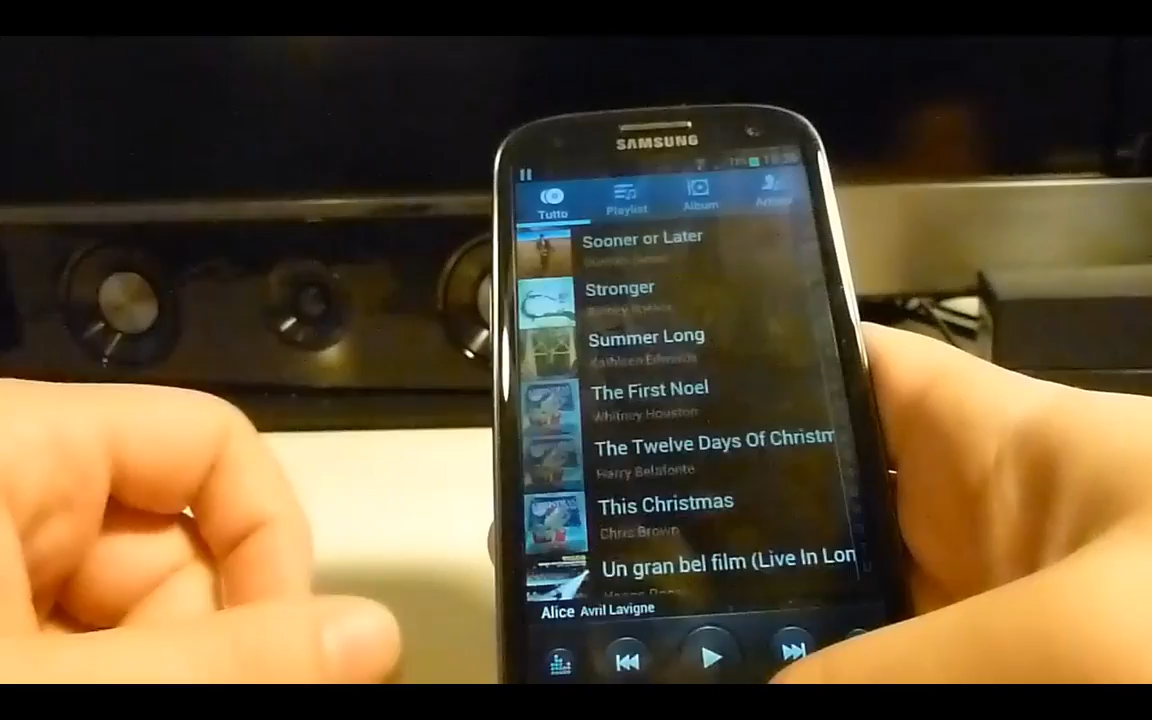 SAMSUNG
Tutto
Playlist
Album
Sooner or Later
Stronger
Britney Spears
Summer Long
Kathleen Edwards
The First Noel
Whitney Houston
The Twelve Days Of Christm
Harry Belafonte
This Christmas
Chris Brown
Un gran bel film (Live In Lon
Alice Avril Lavigne